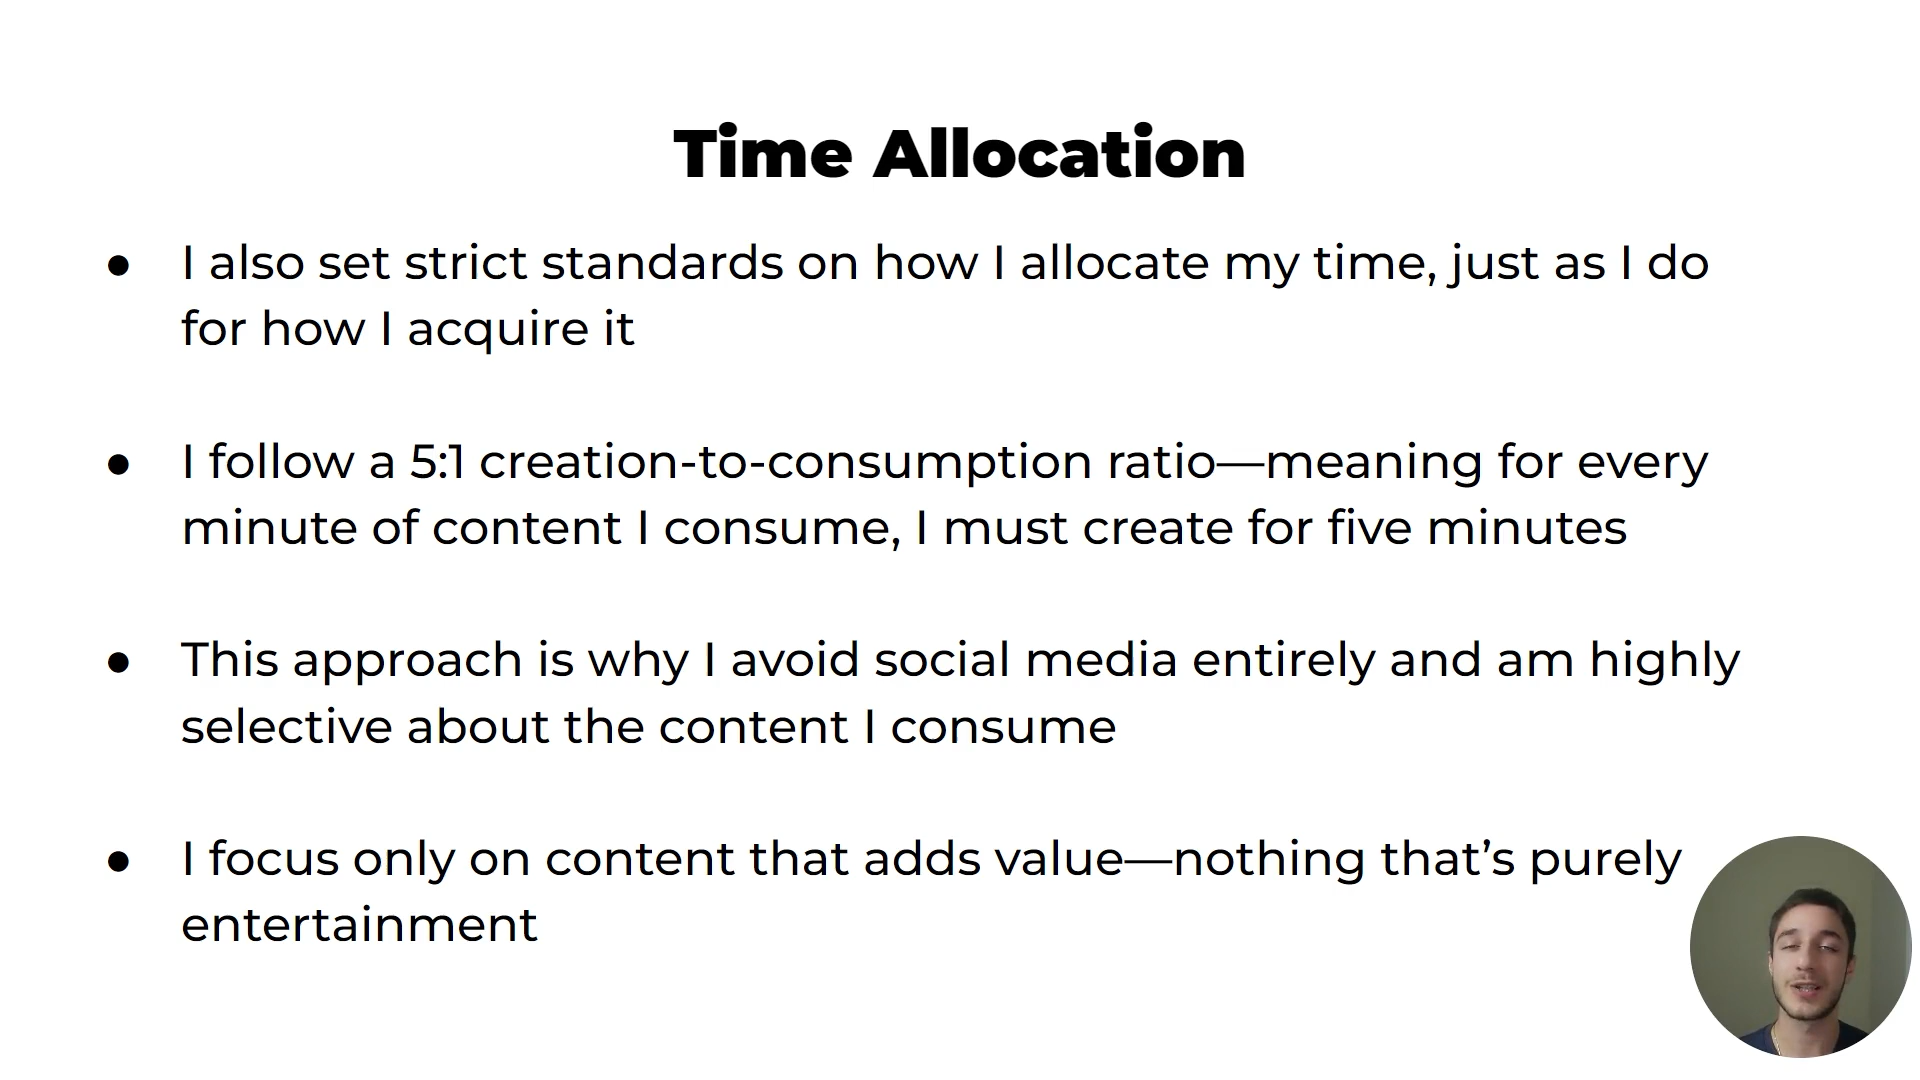 Time Allocation
● I also set strict standards on how I allocate my time, just as I do
for how I acquire it
● I follow a 5:1 creation-to-consumption ratio—meaning for every
minute of content I consume, I must create for five minutes
● This approach is why I avoid social media entirely and am highly
selective about the content I consume
● I focus only on content that adds value—nothing that’s purely
entertainment